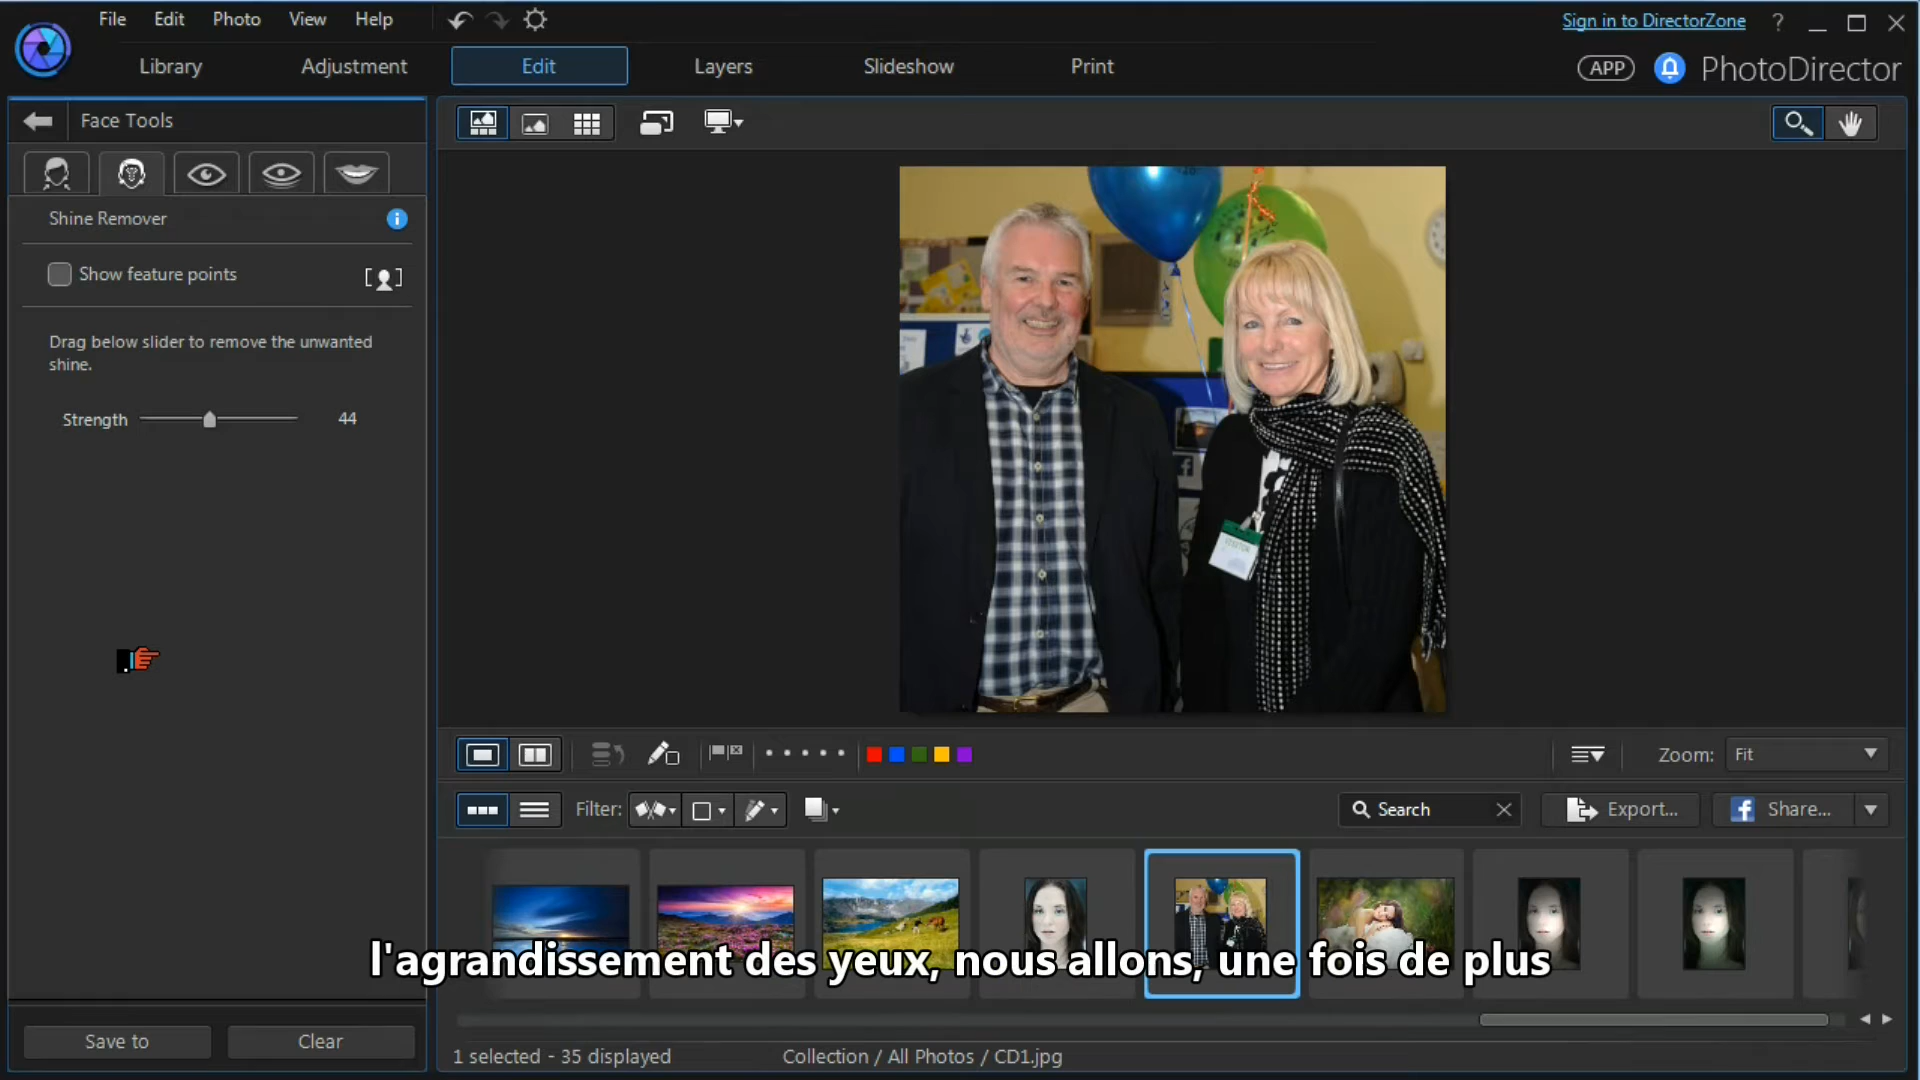 File Edit Photo View Help
Sign in to DirectorZone ?
Library Adjustment Edit Layers Slideshow Print
APP PhotoDirector
Face Tools
Shine Remover
Show feature points
Drag below slider to remove the unwanted
shine.
Strength 44
Zoom: Fit
Filter: Search Export... Share...
l'agrandissement des yeux, nous allons, une fois de plus
Save to Clear
1 selected - 35 displayed Collection / All Photos / CD1.jpg